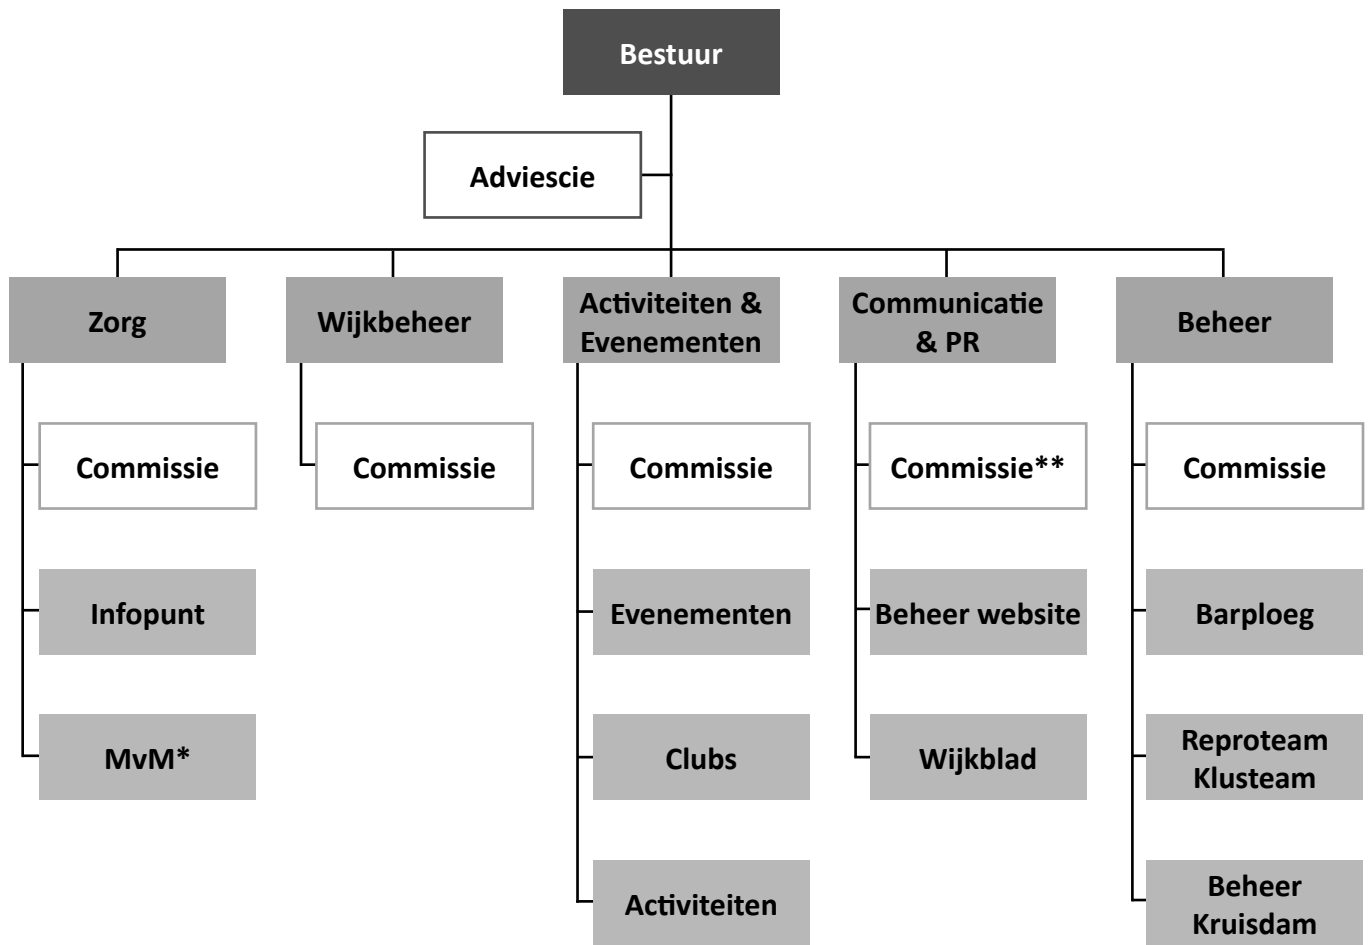 Bestuur
Adviescie
Zorg
Wijkbeheer
Activiteiten &
Evenementen
Communicatie
& PR
Beheer
Commissie
Commissie
Commissie
Commissie**
Commissie
Infopunt
Evenementen
Beheer website
Barploeg
MvM*
Clubs
Wijkblad
Reproteam
Klusteam
Activiteiten
Beheer
Kruisdam